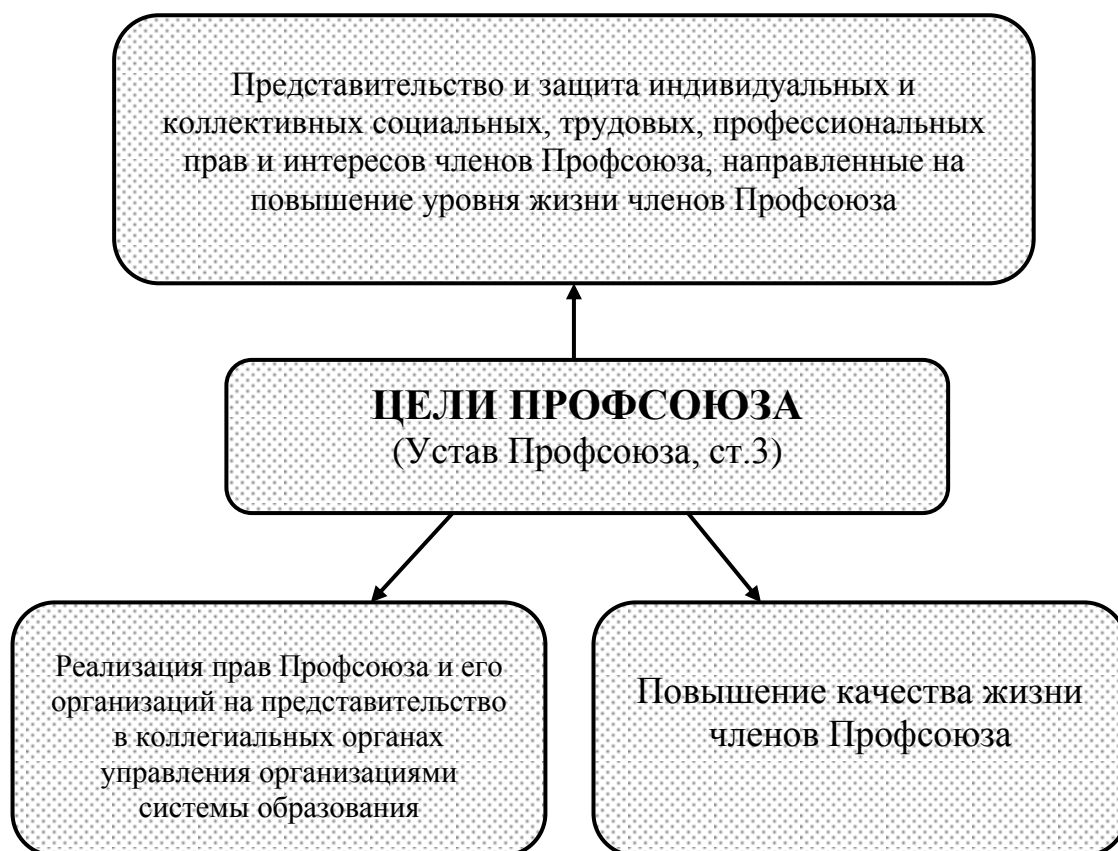 Представительство и защита индивидуальных и
коллективных социальных, трудовых, профессиональных
прав и интересов членов Профсоюза, направленные на
повышение уровня жизни членов Профсоюза
ЦЕЛИ ПРОФСОЮЗА
(Устав Профсоюза, ст.3)
Реализация прав Профсоюза и его
организаций на представительство
в коллегиальных органах
управления организациями
системы образования
Повышение качества жизни
членов Профсоюза